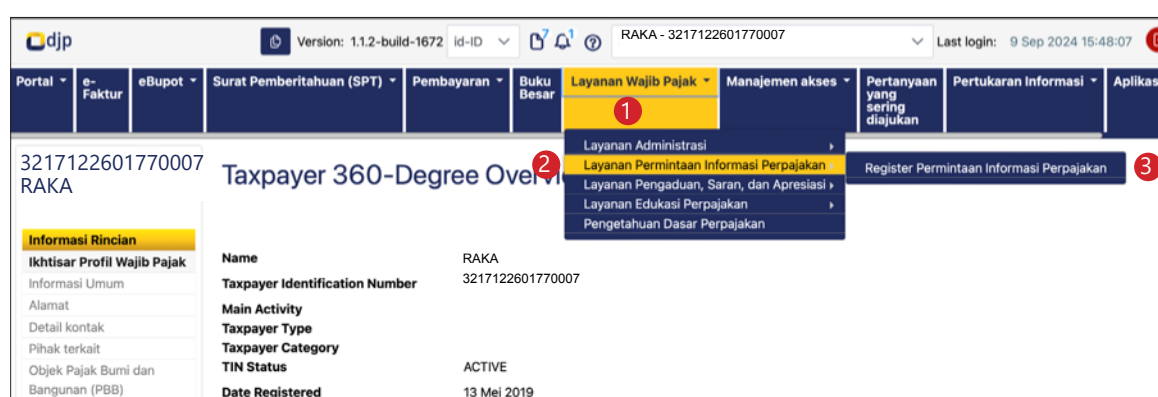 djp
Version: 1.1.2-build-1672
id-ID
7
1
RAKA - 3217122601770007
Last login: 9 Sep 2024 15:48:07
Portal
e-Faktur
eBupot
Surat Pemberitahuan (SPT)
Pembayaran
Buku Besar
Layanan Wajib Pajak
Manajemen akses
Pertanyaan yang sering diajukan
Pertukaran Informasi
Aplikas
1
Layanan Administrasi
2
Layanan Permintaan Informasi Perpajakan
Register Permintaan Informasi Perpajakan
3
Layanan Pengaduan, Saran, dan Apresiasi
Layanan Edukasi Perpajakan
Pengetahuan Dasar Perpajakan
3217122601770007
RAKA
Taxpayer 360-Degree Overvi
Informasi Rincian
Ikhtisar Profil Wajib Pajak
Informasi Umum
Alamat
Detail kontak
Pihak terkait
Objek Pajak Bumi dan
Bangunan (PBB)
Name RAKA
Taxpayer Identification Number 3217122601770007
Main Activity
Taxpayer Type
Taxpayer Category
TIN Status ACTIVE
Date Registered 13 Mei 2019